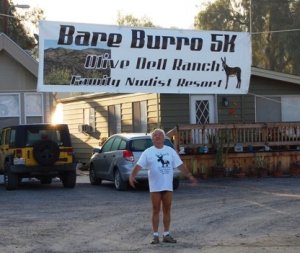 Bare Burro 5K
Olive Dell Ranch
Family Nudist Resort